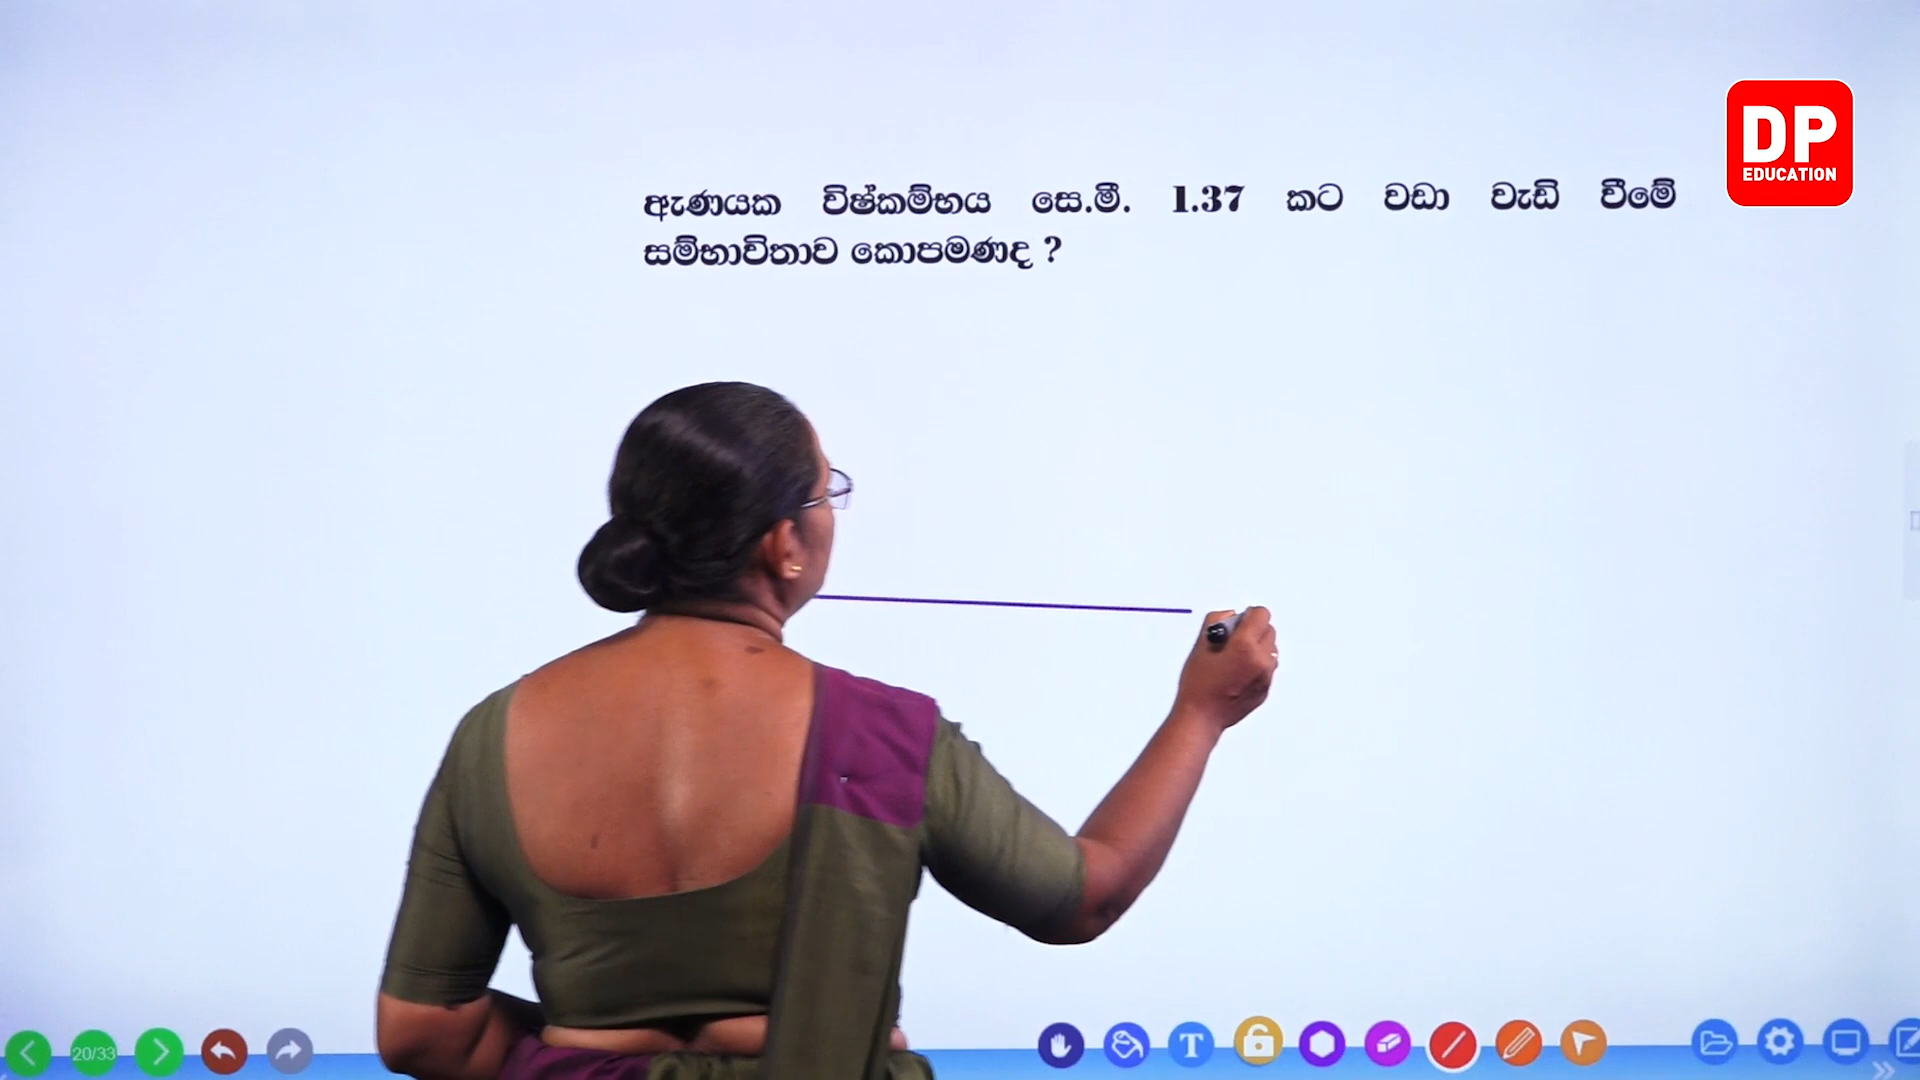 DP
EDUCATION
ඇණයක විෂ්කම්භය සෙ.මී. 1.37 කට වඩා වැඩි වීමේ
සම්භාවිතාව කොපමණද ?
20/33
T